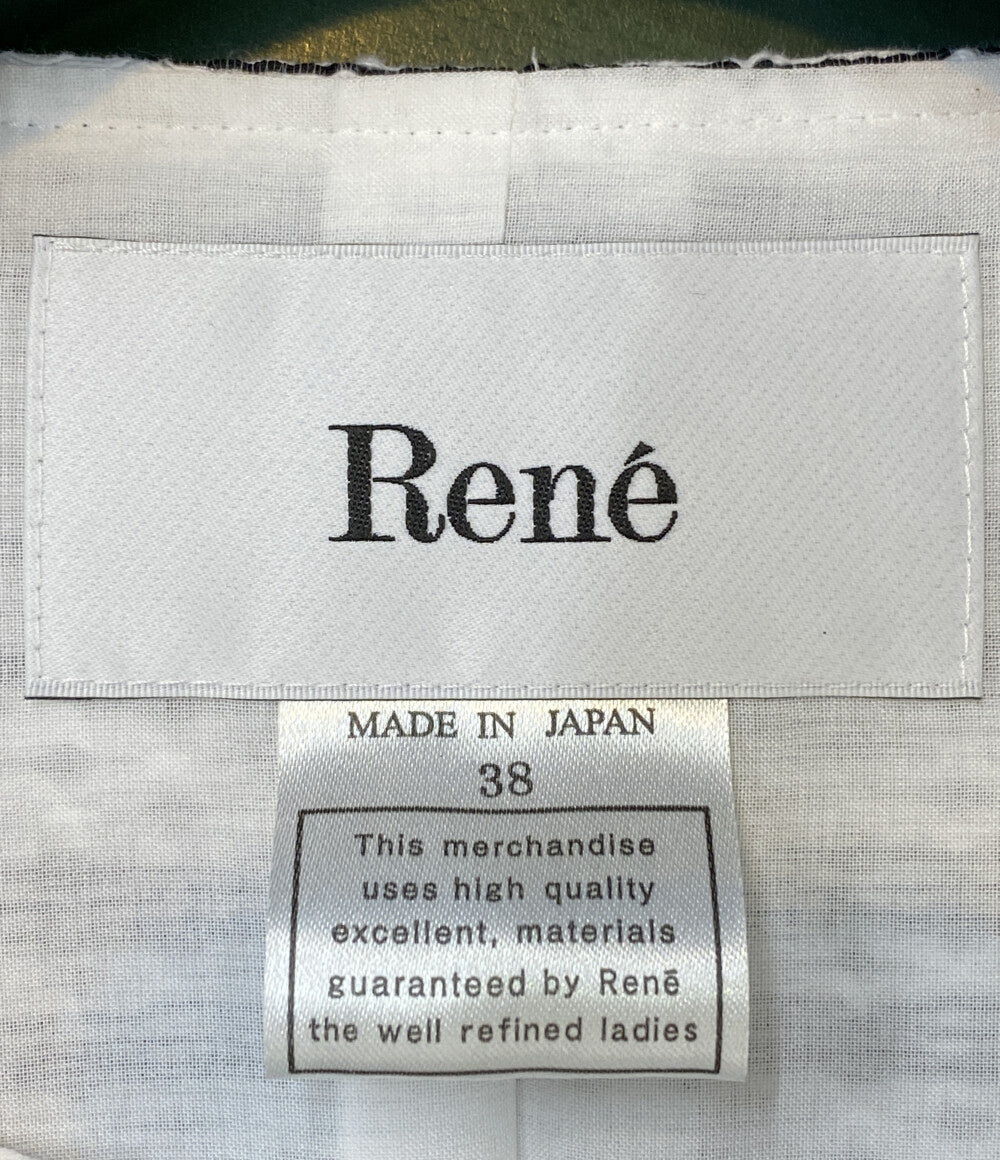 René
MADE IN JAPAN
38
This merchandise
uses high quality
excellent, materials
guaranteed by Renē
the well refined ladies